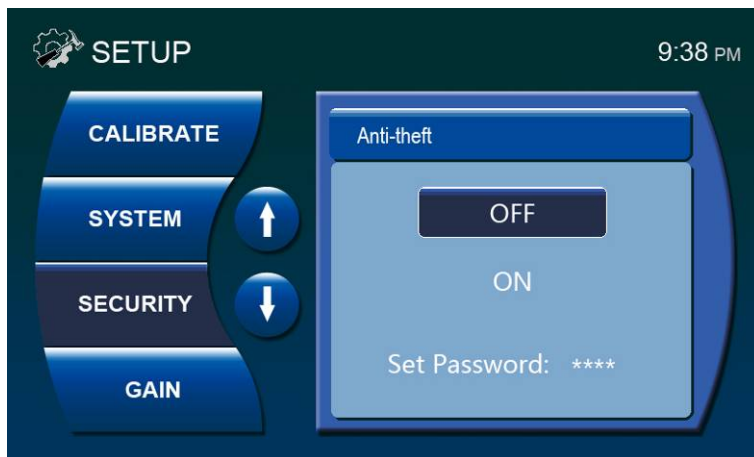 SETUP
9:38 PM
CALIBRATE
SYSTEM
SECURITY
GAIN
Anti-theft
OFF
ON
Set Password: ****